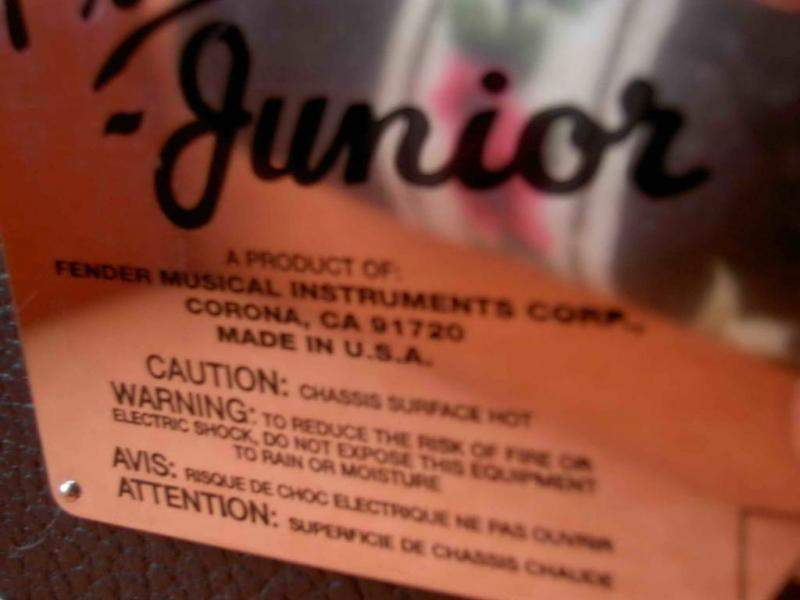 -Junior
A PRODUCT OF:
FENDER MUSICAL INSTRUMENTS CORP.,
CORONA, CA 91720
MADE IN U.S.A.
CAUTION: CHASSIS SURFACE HOT
WARNING: TO REDUCE THE RISK OF FIRE OR
ELECTRIC SHOCK, DO NOT EXPOSE THIS EQUIPMENT
TO RAIN OR MOISTURE
AVIS: RISQUE DE CHOC ELECTRIQUE NE PAS OUVRIR
ATTENTION: SUPERFICIE DE CHASSIS CHAUDE